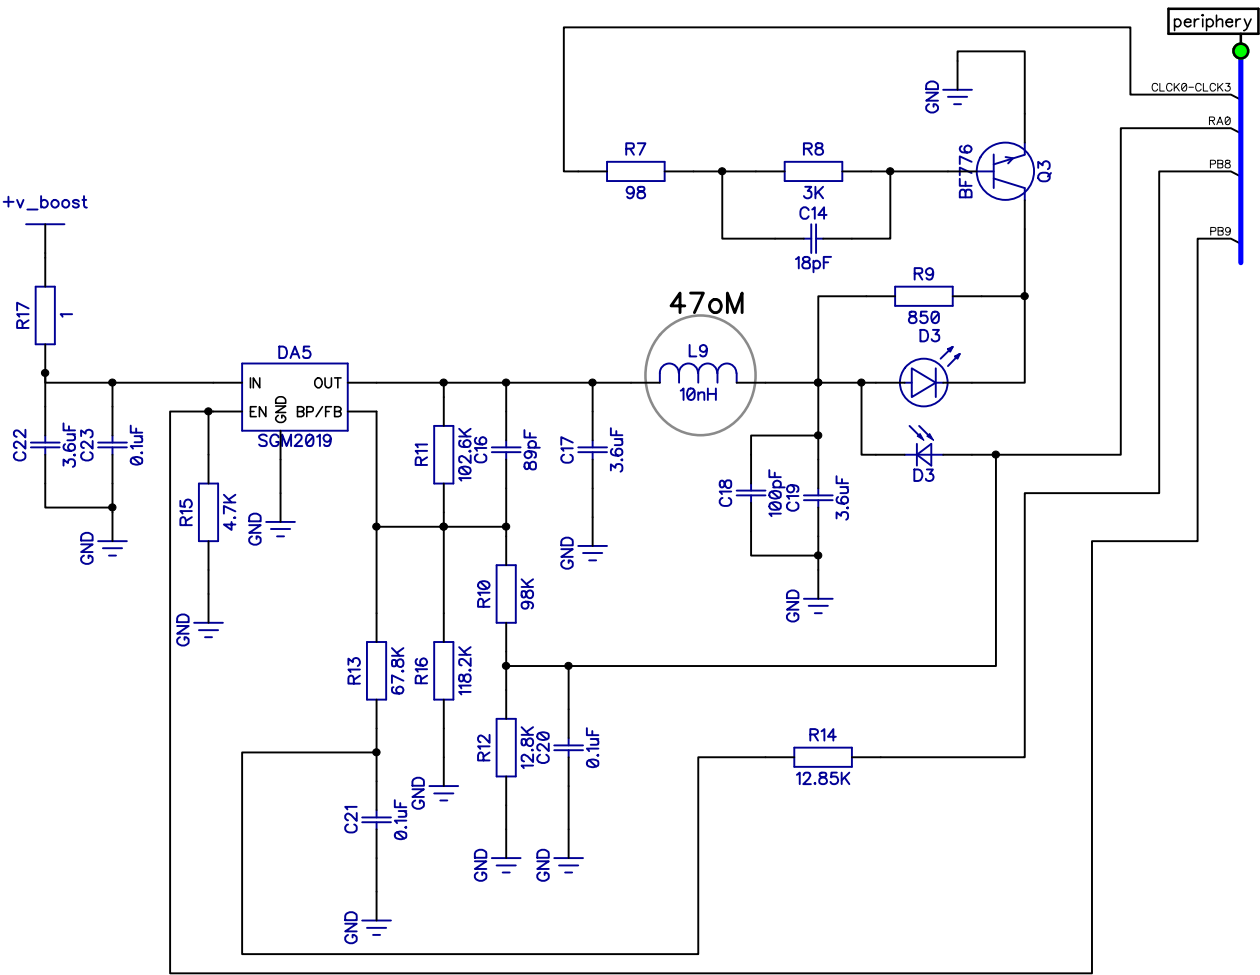 periphery
CLCK0-CLCK3
RA0
PB8
PB9
GND
BF776
Q3
R7
98
R8
3K
C14
18pF
+v_boost
R17
1
R9
850
D3
47oM
L9
10nH
DA5
IN
OUT
EN
GND
BP/FB
SGM2019
C22
3.6uF
C23
0.1uF
GND
R15
4.7K
GND
GND
R11
102.6K
C16
89pF
C17
3.6uF
GND
C18
100pF
C19
3.6uF
GND
D3
R10
98K
R13
67.8K
R16
118.2K
GND
R12
12.8K
C20
0.1uF
GND
GND
R14
12.85K
C21
0.1uF
GND